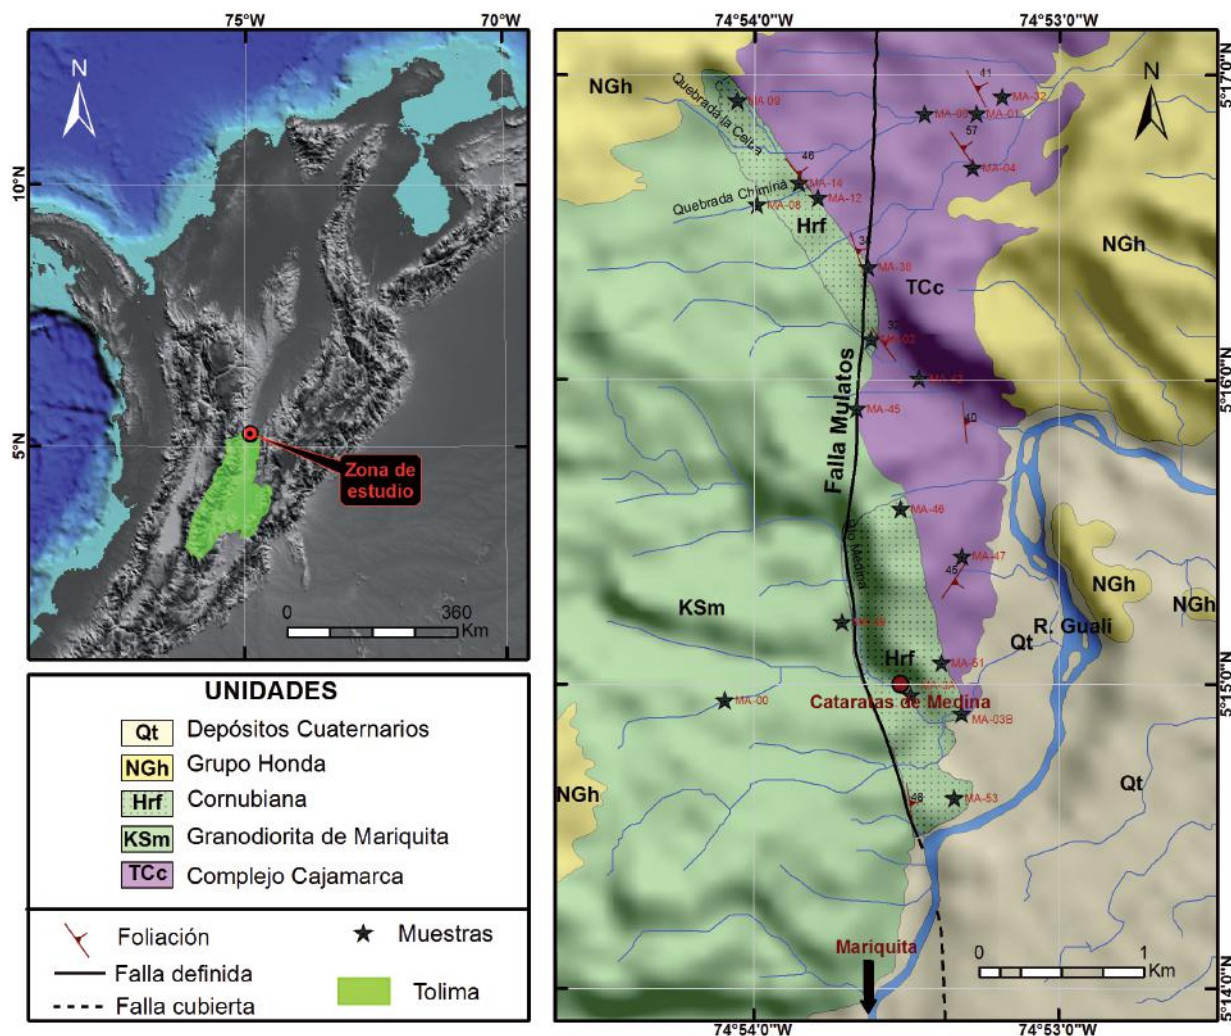 75°W
70°W
N
10°N
5°N
Zona de
estudio
0
360
Km
UNIDADES
Qt
Depósitos Cuaternarios
NGh
Grupo Honda
Hrf
Cornubiana
KSm
Granodiorita de Mariquita
TCc
Complejo Cajamarca
Foliación
Muestras
Falla definida
Falla cubierta
Tolima
74°54'0"W
74°53'0"W
5°17'0"N
N
NGh
41
MA-32
MA-09
MA-01
57
Quebrada la Ceiba
MA-04
46
MA-14
Quebrada Chimina
MA-12
MA-08
Hrf
NGh
MA-38
TCc
32
MA-02
5°16'0"N
Falla Mulatos
MA-45
40
MA-46
MA-47
45
NGh
NGh
KSm
R. Gualí
Qt
Hrf
MA-51
5°15'0"N
MA-3A
MA-00
Cataratas de Medina
MA-03B
Qt
NGh
48
MA-53
Mariquita
0
1
Km
5°14'0"N
74°54'0"W
74°53'0"W